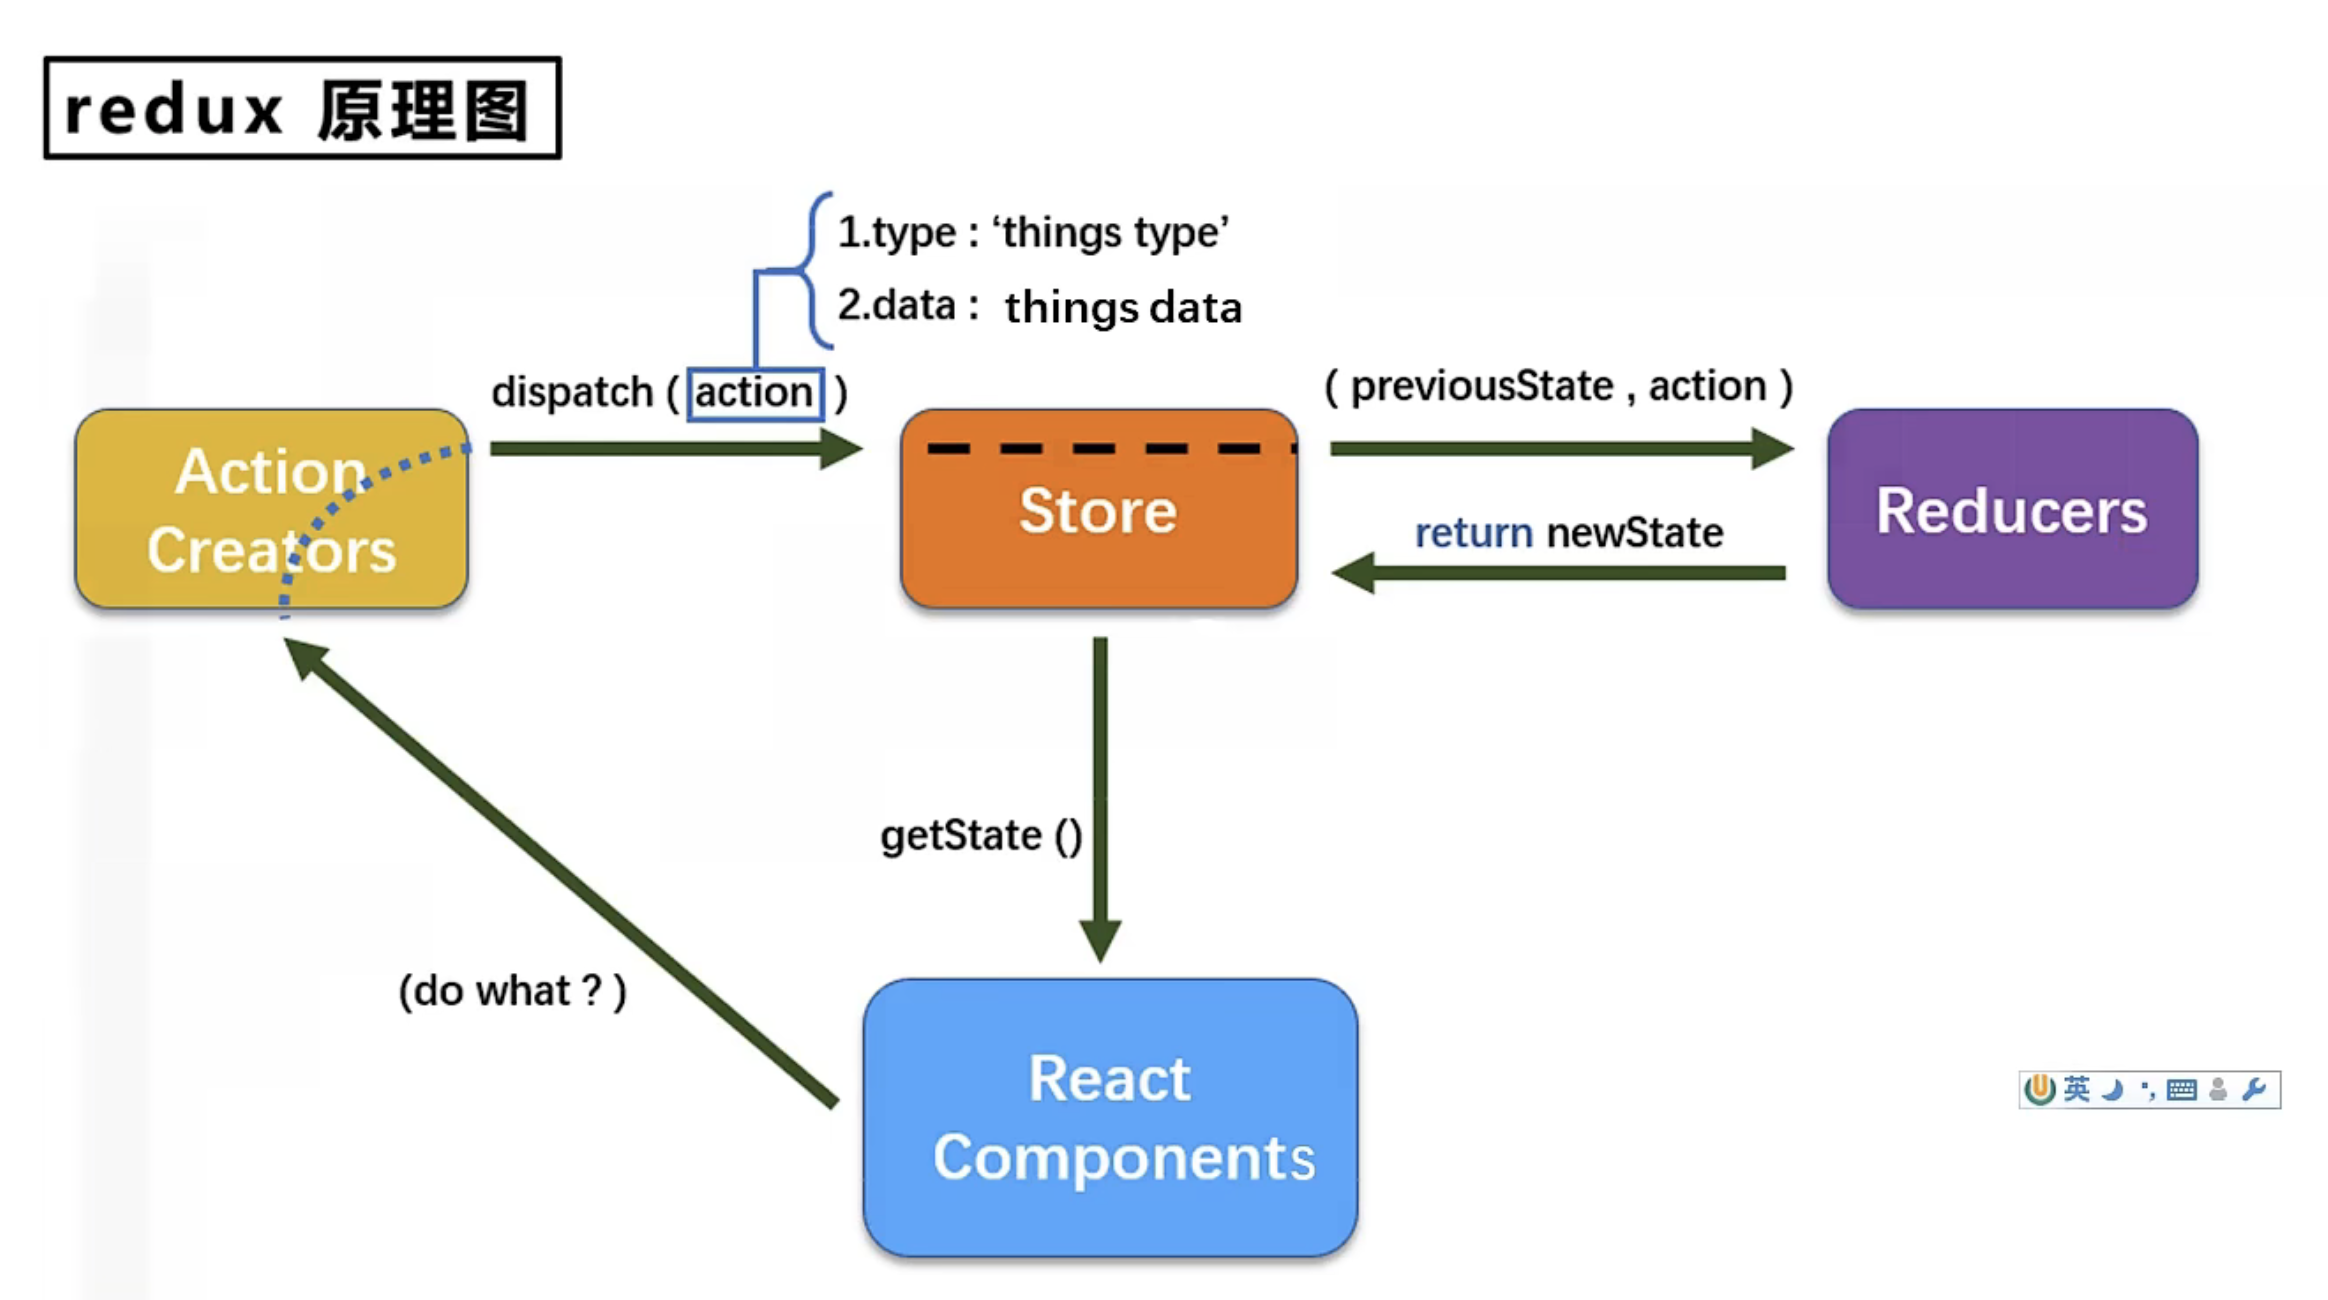 redux 原理图
1.type : ‘things type’
2.data : things data
dispatch ( action )
( previousState , action )
Action
Creators
Store
return newState
Reducers
getState ()
(do what ? )
React
Components
英